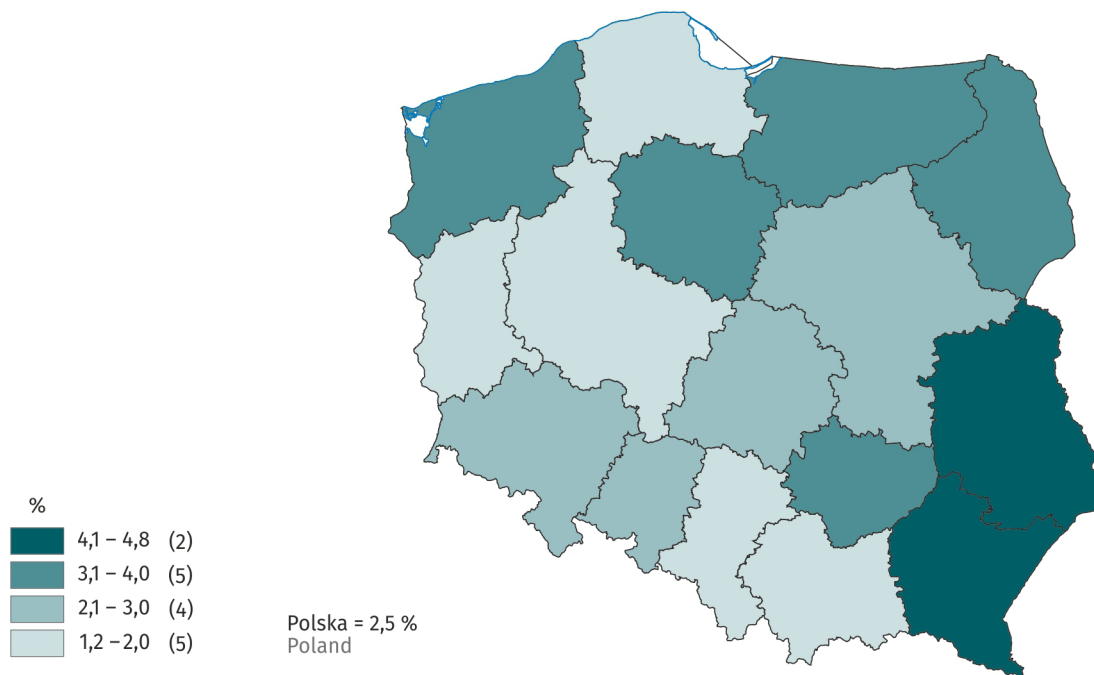 %
4,1 – 4,8 (2)
3,1 – 4,0 (5)
2,1 – 3,0 (4)
1,2 – 2,0 (5)
Polska = 2,5 %
Poland